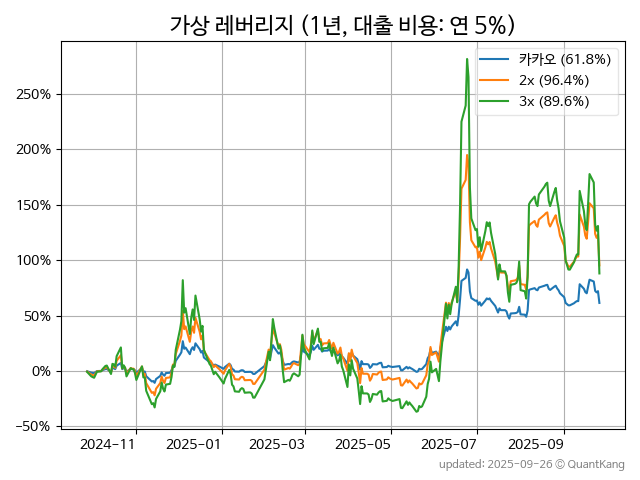 가상 레버리지 (1년, 대출 비용: 연 5%)
카카오 (61.8%)
2x (96.4%)
3x (89.6%)
250%
200%
150%
100%
50%
0%
−50%
2024-11
2025-01
2025-03
2025-05
2025-07
2025-09
updated: 2025-09-26 © QuantKang